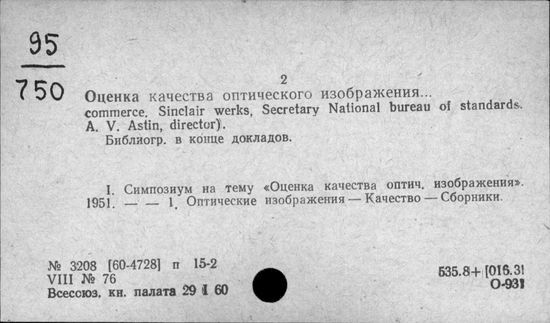 95
750
2
Оценка качества оптического изображения...
commerce. Sinclair werks, Secretary National bureau of standards.
A. V. Astin, director).
Библиогр. в конце докладов.
I. Симпозиум на тему «Оценка качества оптич. изображения».
1951. — — 1. Оптические изображения — Качество — Сборники.
№ 3208 [60-4728] п 15-2
VIII № 76
Всесоюз. кн. палата 29 I 60
535.8+[016.3]
О-931